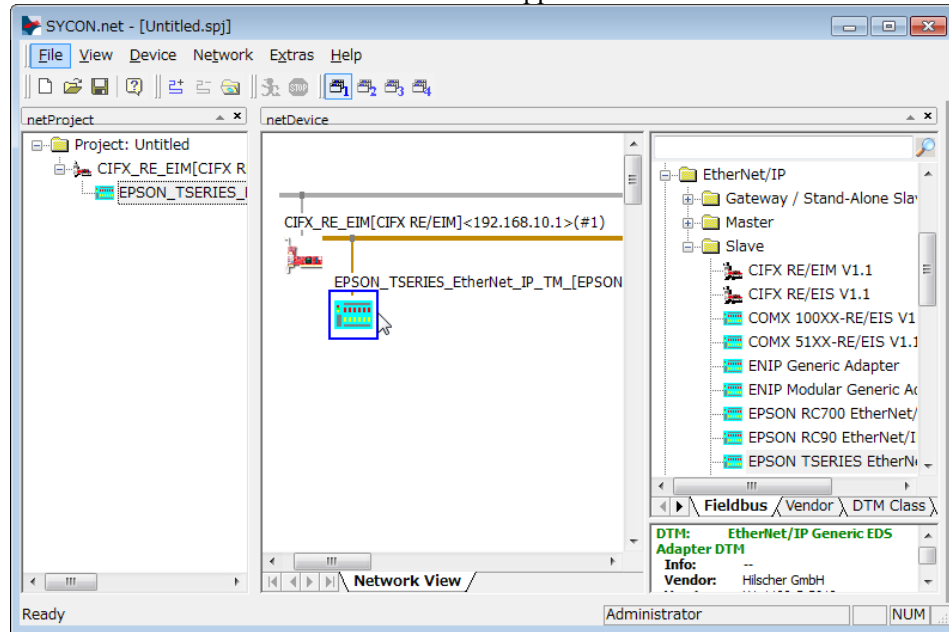 SYCON.net - [Untitled.spj]
File View Device Network Extras Help
netProject
netDevice
Project: Untitled
CIFX_RE_EIM[CIFX R
EPSON_TSERIES_
CIFX_RE_EIM[CIFX RE/EIM]<192.168.10.1>(#1)
EPSON_TSERIES_EtherNet_IP_TM_[EPSON
EtherNet/IP
Gateway / Stand-Alone Sla
Master
Slave
CIFX RE/EIM V1.1
CIFX RE/EIS V1.1
COMX 100XX-RE/EIS V1
COMX 51XX-RE/EIS V1.1
ENIP Generic Adapter
ENIP Modular Generic Ad
EPSON RC700 EtherNet/
EPSON RC90 EtherNet/I
EPSON TSERIES EtherNe
Fieldbus Vendor DTM Class
DTM: EtherNet/IP Generic EDS
Adapter DTM
Info: --
Vendor: Hilscher GmbH
Network View
Ready
Administrator
NUM